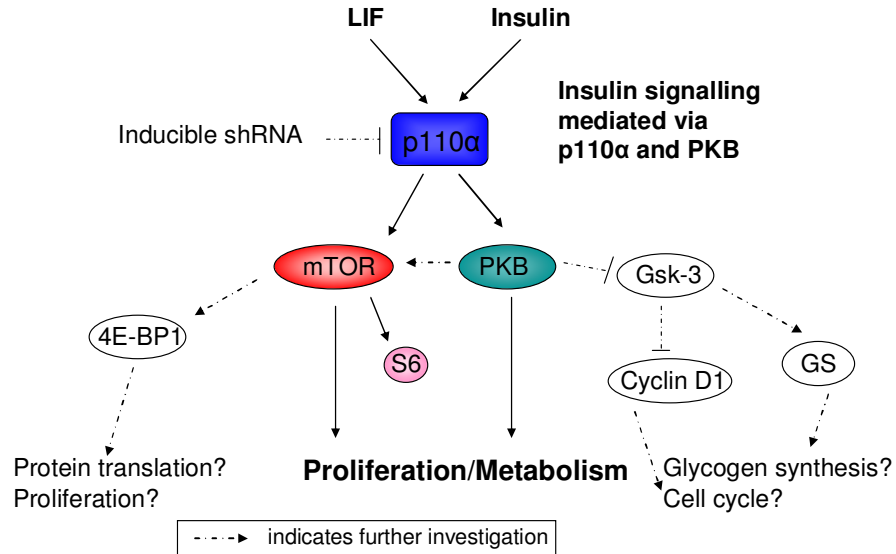 LIF
Insulin
Insulin signalling
mediated via
p110α and PKB
Inducible shRNA
p110α
mTOR
PKB
Gsk-3
4E-BP1
S6
Cyclin D1
GS
Protein translation?
Proliferation?
Proliferation/Metabolism
Glycogen synthesis?
Cell cycle?
indicates further investigation